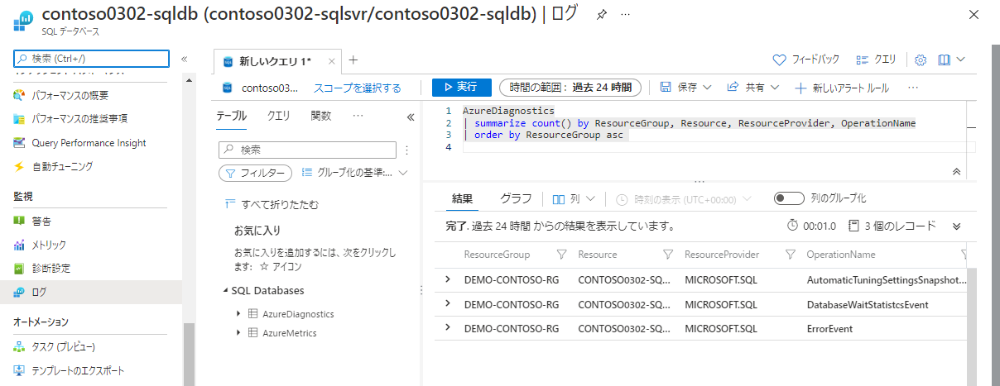 contoso0302-sqldb (contoso0302-sqlsvr/contoso0302-sqldb) | ログ
SQL データベース
検索 (Ctrl+/)
パフォーマンスの概要
パフォーマンスの推奨事項
Query Performance Insight
自動チューニング
監視
警告
メトリック
診断設定
ログ
オートメーション
タスク (プレビュー)
テンプレートのエクスポート
新しいクエリ 1*
フィードバック
クエリ
contoso03...
スコープを選択する
実行
時間の範囲 : 過去 24 時間
保存
共有
新しいアラート ルール
テーブル
クエリ
関数
検索
フィルター
グループ化の基準:...
すべて折りたたむ
お気に入り
お気に入りを追加するには、次をクリックし
ます: ☆ アイコン
SQL Databases
AzureDiagnostics
AzureMetrics
1 AzureDiagnostics
2 | summarize count() by ResourceGroup, Resource, ResourceProvider, OperationName
3 | order by ResourceGroup asc
4
結果
グラフ
列
時刻の表示 (UTC+00:00)
列のグループ化
完了. 過去 24 時間 からの結果を表示しています。
00:01.0
3 個のレコード
ResourceGroup Resource ResourceProvider OperationName
DEMO-CONTOSO-RG CONTOSO0302-SQ... MICROSOFT.SQL AutomaticTuningSettingsSnapshot...
DEMO-CONTOSO-RG CONTOSO0302-SQ... MICROSOFT.SQL DatabaseWaitStatistcsEvent
DEMO-CONTOSO-RG CONTOSO0302-SQ... MICROSOFT.SQL ErrorEvent